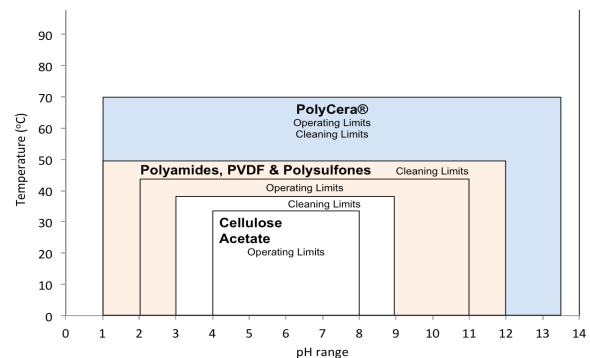 90
80
70
60
50
40
30
20
10
0
Temperature (ºC)
PolyCera®
Operating Limits
Cleaning Limits
Polyamides, PVDF & Polysulfones Cleaning Limits
Operating Limits
Cleaning Limits
Cellulose
Acetate
Operating Limits
0 1 2 3 4 5 6 7 8 9 10 11 12 13 14
pH range